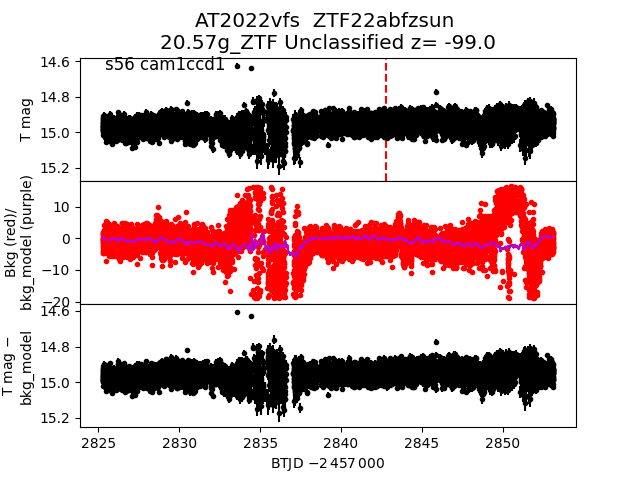 AT2022vfs  ZTF22abfzsun
20.57g_ZTF Unclassified z= -99.0
s56 cam1ccd1
14.6
14.8
15.0
15.2
T mag
10
0
−10
−20
Bkg (red)/
bkg_model (purple)
14.6
14.8
15.0
15.2
T mag −
bkg_model
2825
2830
2835
2840
2845
2850
BTJD −2 457 000